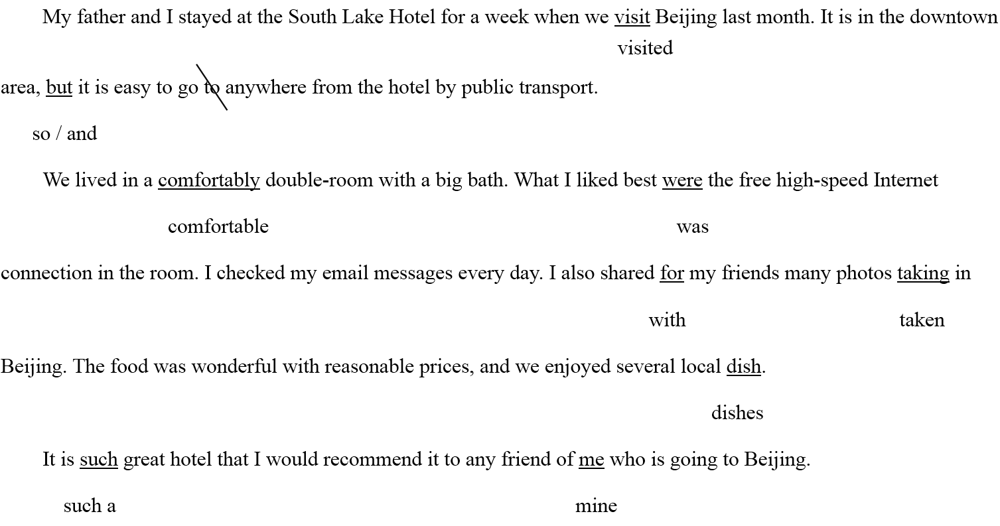 My father and I stayed at the South Lake Hotel for a week when we visit Beijing last month. It is in the downtown
visited
area, but it is easy to go to anywhere from the hotel by public transport.
so / and
We lived in a comfortably double-room with a big bath. What I liked best were the free high-speed Internet
comfortable was
connection in the room. I checked my email messages every day. I also shared for my friends many photos taking in
with taken
Beijing. The food was wonderful with reasonable prices, and we enjoyed several local dish.
dishes
It is such great hotel that I would recommend it to any friend of me who is going to Beijing.
such a mine